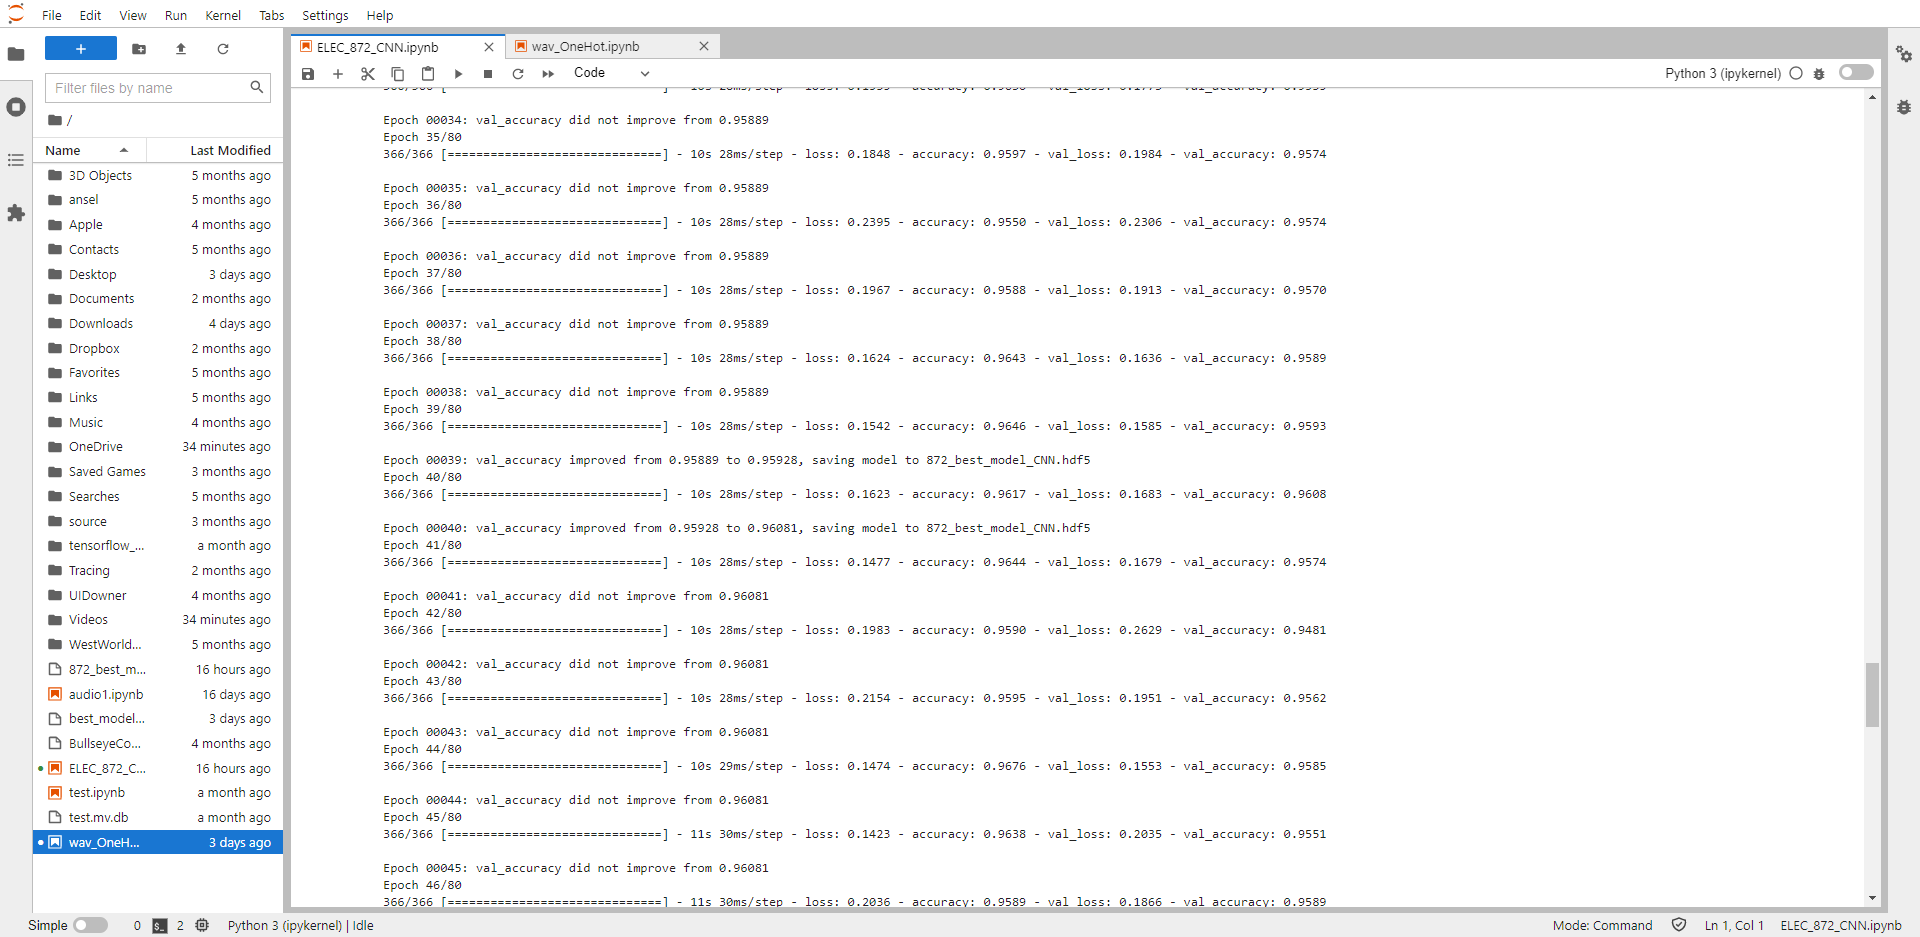 File Edit View Run Kernel Tabs Settings Help
ELEC_872_CNN.ipynb
wav_OneHot.ipynb
Code
Python 3 (ipykernel)
Filter files by name
/
Name Last Modified
3D Objects 5 months ago
ansel 5 months ago
Apple 4 months ago
Contacts 5 months ago
Desktop 3 days ago
Documents 2 months ago
Downloads 4 days ago
Dropbox 2 months ago
Favorites 5 months ago
Links 5 months ago
Music 4 months ago
OneDrive 34 minutes ago
Saved Games 3 months ago
Searches 5 months ago
source 3 months ago
tensorflow_... a month ago
Tracing 2 months ago
UIDowner 4 months ago
Videos 34 minutes ago
WestWorld... 5 months ago
872_best_m... 16 hours ago
audio1.ipynb 16 days ago
best_model... 3 days ago
BullseyeCo... 4 months ago
ELEC_872_C... 16 hours ago
test.ipynb a month ago
test.mv.db a month ago
wav_OneH... 3 days ago
Epoch 00034: val_accuracy did not improve from 0.95889
Epoch 35/80
366/366 [==============================] - 10s 28ms/step - loss: 0.1848 - accuracy: 0.9597 - val_loss: 0.1984 - val_accuracy: 0.9574
Epoch 00035: val_accuracy did not improve from 0.95889
Epoch 36/80
366/366 [==============================] - 10s 28ms/step - loss: 0.2395 - accuracy: 0.9550 - val_loss: 0.2306 - val_accuracy: 0.9574
Epoch 00036: val_accuracy did not improve from 0.95889
Epoch 37/80
366/366 [==============================] - 10s 28ms/step - loss: 0.1967 - accuracy: 0.9588 - val_loss: 0.1913 - val_accuracy: 0.9570
Epoch 00037: val_accuracy did not improve from 0.95889
Epoch 38/80
366/366 [==============================] - 10s 28ms/step - loss: 0.1624 - accuracy: 0.9643 - val_loss: 0.1636 - val_accuracy: 0.9589
Epoch 00038: val_accuracy did not improve from 0.95889
Epoch 39/80
366/366 [==============================] - 10s 28ms/step - loss: 0.1542 - accuracy: 0.9646 - val_loss: 0.1585 - val_accuracy: 0.9593
Epoch 00039: val_accuracy improved from 0.95889 to 0.95928, saving model to 872_best_model_CNN.hdf5
Epoch 40/80
366/366 [==============================] - 10s 28ms/step - loss: 0.1623 - accuracy: 0.9617 - val_loss: 0.1683 - val_accuracy: 0.9608
Epoch 00040: val_accuracy improved from 0.95928 to 0.96081, saving model to 872_best_model_CNN.hdf5
Epoch 41/80
366/366 [==============================] - 10s 28ms/step - loss: 0.1477 - accuracy: 0.9644 - val_loss: 0.1679 - val_accuracy: 0.9574
Epoch 00041: val_accuracy did not improve from 0.96081
Epoch 42/80
366/366 [==============================] - 10s 28ms/step - loss: 0.1983 - accuracy: 0.9590 - val_loss: 0.2629 - val_accuracy: 0.9481
Epoch 00042: val_accuracy did not improve from 0.96081
Epoch 43/80
366/366 [==============================] - 10s 28ms/step - loss: 0.2154 - accuracy: 0.9595 - val_loss: 0.1951 - val_accuracy: 0.9562
Epoch 00043: val_accuracy did not improve from 0.96081
Epoch 44/80
366/366 [==============================] - 10s 29ms/step - loss: 0.1474 - accuracy: 0.9676 - val_loss: 0.1553 - val_accuracy: 0.9585
Epoch 00044: val_accuracy did not improve from 0.96081
Epoch 45/80
366/366 [==============================] - 11s 30ms/step - loss: 0.1423 - accuracy: 0.9638 - val_loss: 0.2035 - val_accuracy: 0.9551
Epoch 00045: val_accuracy did not improve from 0.96081
Epoch 46/80
366/366 [==============================] - 11s 30ms/step - loss: 0.2036 - accuracy: 0.9589 - val_loss: 0.1866 - val_accuracy: 0.9589
Simple 0 2 Python 3 (ipykernel) | Idle Mode: Command Ln 1, Col 1 ELEC_872_CNN.ipynb